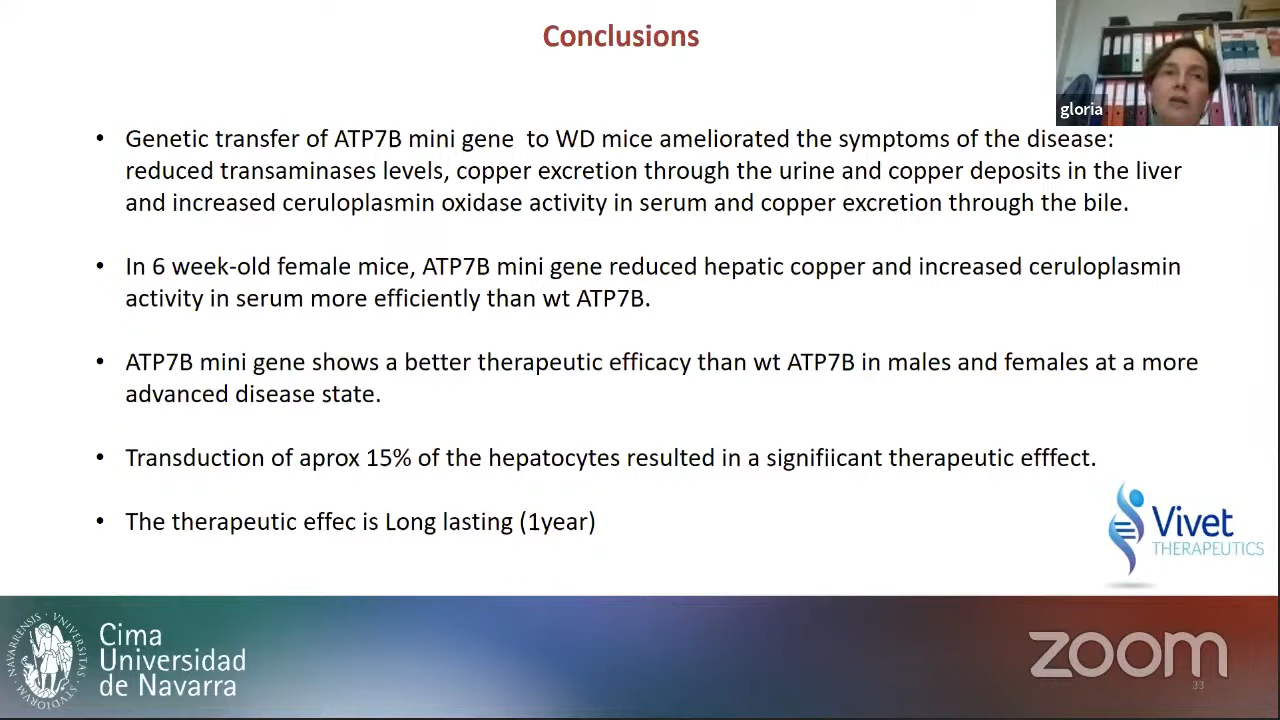 Conclusions
gloria
• Genetic transfer of ATP7B mini gene to WD mice ameliorated the symptoms of the disease:
reduced transaminases levels, copper excretion through the urine and copper deposits in the liver
and increased ceruloplasmin oxidase activity in serum and copper excretion through the bile.
• In 6 week-old female mice, ATP7B mini gene reduced hepatic copper and increased ceruloplasmin
activity in serum more efficiently than wt ATP7B.
• ATP7B mini gene shows a better therapeutic efficacy than wt ATP7B in males and females at a more
advanced disease state.
• Transduction of aprox 15% of the hepatocytes resulted in a signifiicant therapeutic efffect.
• The therapeutic effec is Long lasting (1year)
Vivet
THERAPEUTICS
Cima
Universidad
de Navarra
zoom
33